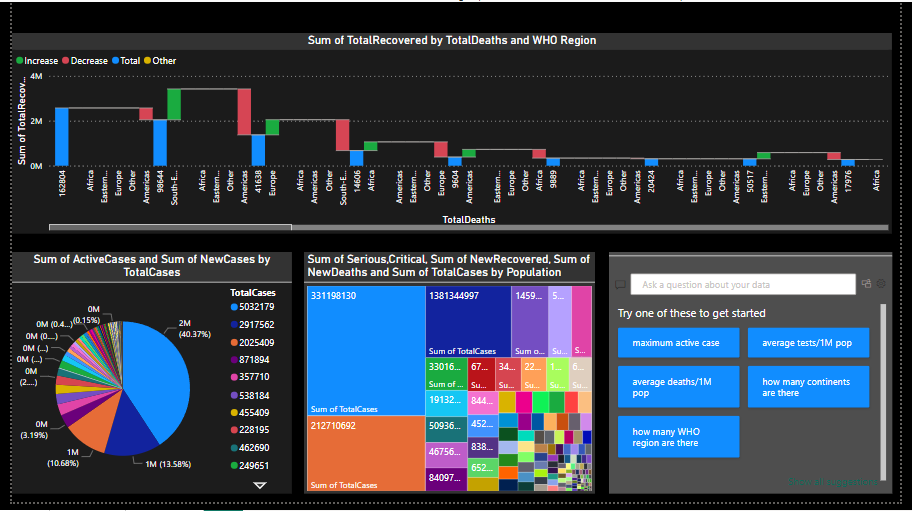 Sum of TotalRecovered by TotalDeaths and WHO Region
Increase Decrease Total Other
Sum of TotalRecov...
4M
2M
0M
162804
Africa
Eastern...
Europe
Other
Americas
98644
South-E...
Africa
Eastern...
Other
Americas
41638
Europe
Africa
Eastern...
Americas
Other
South-E...
14606
Africa
Americas
Eastern...
Other
Europe
9604
Eastern...
Africa
Europe
Other
Americas
9889
Africa
Eastern...
Europe
Other
Americas
20424
Africa
Eastern...
Europe
Other
Americas
50517
Eastern...
Africa
Europe
Other
Americas
17976
Africa
TotalDeaths
Sum of ActiveCases and Sum of NewCases by
TotalCases
2M
(40.37%)
1M (13.58%)
1M
(10.68%)
0M
(3.19%)
0M
(2....)
0M (...)
0M (...)
0M (0...)
0M (0.4...)
0M
(0.15%)
TotalCases
5032179
2917562
2025409
871894
357710
538184
455409
228195
462690
249651
Sum of Serious,Critical, Sum of NewRecovered, Sum of
NewDeaths and Sum of TotalCases by Population
331198130
Sum of TotalCases
212710692
Sum of TotalCases
1381344997
Sum of TotalCases
1459...
Sum o...
5...
Su...
S...
33016...
Sum of ...
67...
Su...
34...
Su...
22...
Su...
1...
Su...
6...
Su...
19132...
844...
50936...
452...
46756...
838...
84097...
652...
Ask a question about your data
Try one of these to get started
maximum active case
average tests/1M pop
average deaths/1M
pop
how many continents
are there
how many WHO
region are there